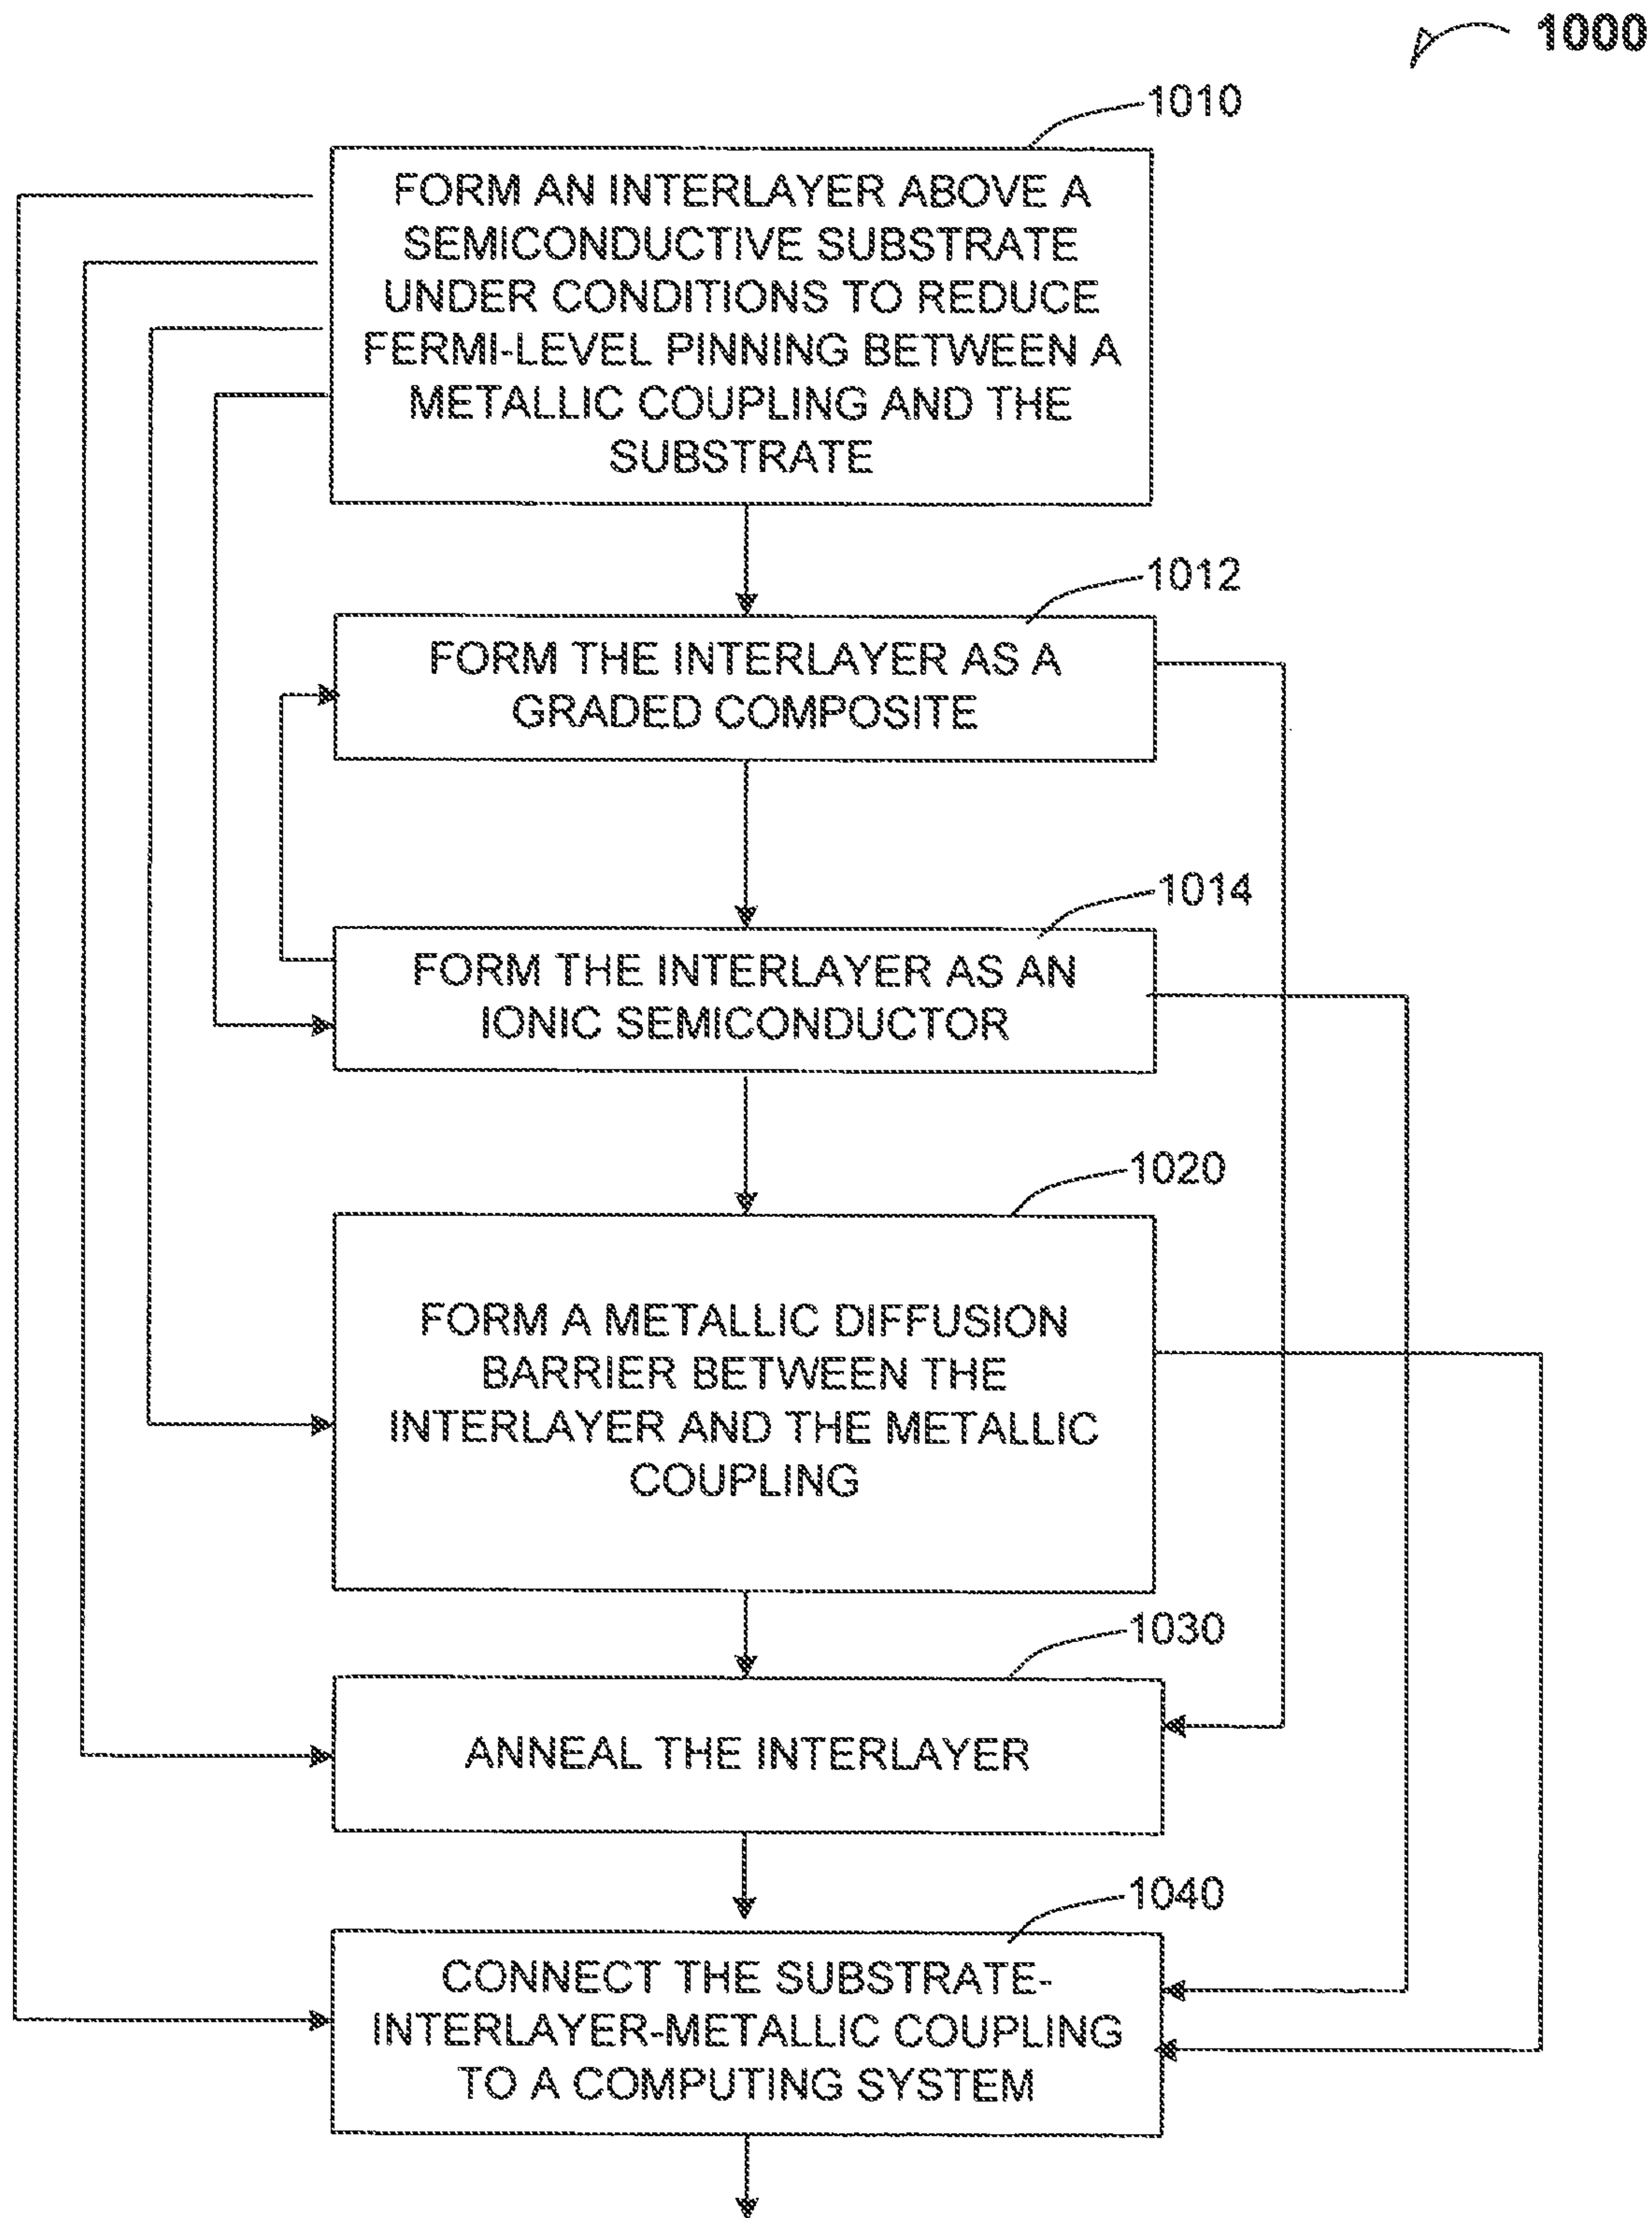 1000
1010
FORM AN INTERLAYER ABOVE A
SEMICONDUCTIVE SUBSTRATE
UNDER CONDITIONS TO REDUCE
FERMI-LEVEL PINNING BETWEEN A
METALLIC COUPLING AND THE
SUBSTRATE
1012
FORM THE INTERLAYER AS A
GRADED COMPOSITE
1014
FORM THE INTERLAYER AS AN
IONIC SEMICONDUCTOR
1020
FORM A METALLIC DIFFUSION
BARRIER BETWEEN THE
INTERLAYER AND THE METALLIC
COUPLING
1030
ANNEAL THE INTERLAYER
1040
CONNECT THE SUBSTRATE-
INTERLAYER-METALLIC COUPLING
TO A COMPUTING SYSTEM